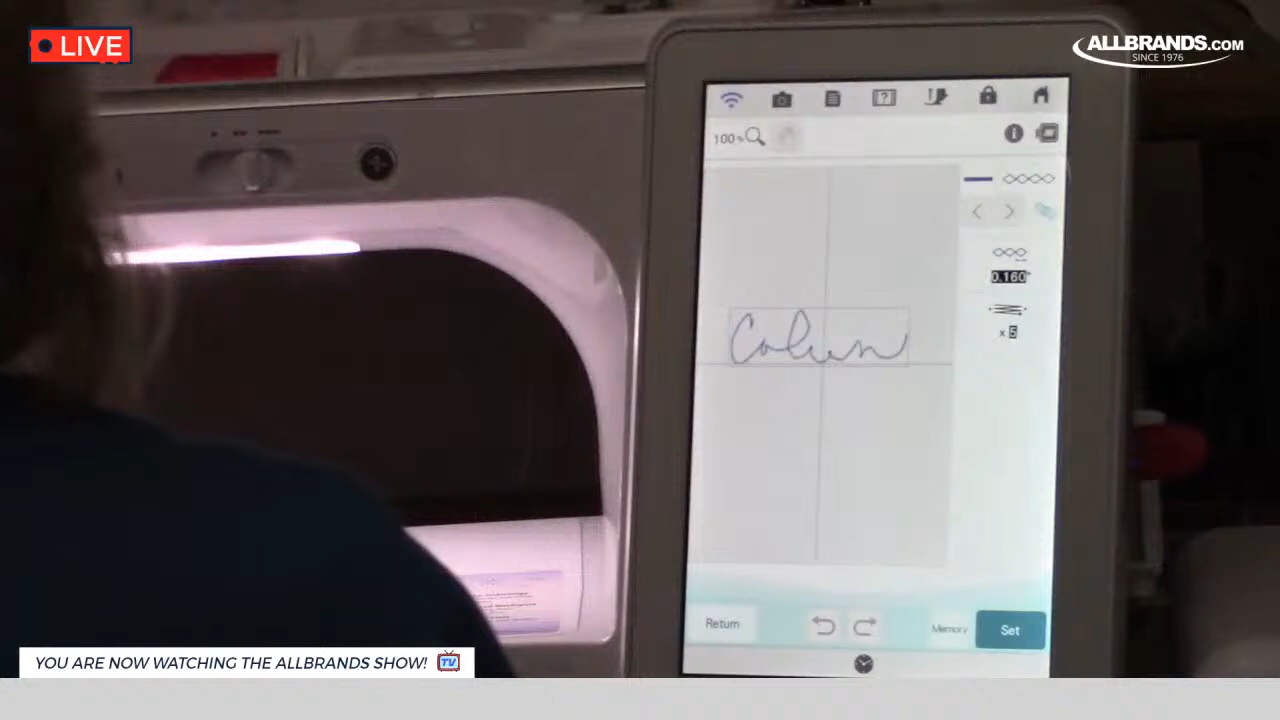 LIVE
ALLBRANDS.COM
SINCE 1976
100%
0.160"
× 5
Return
Memory
Set
YOU ARE NOW WATCHING THE ALLBRANDS SHOW! TV